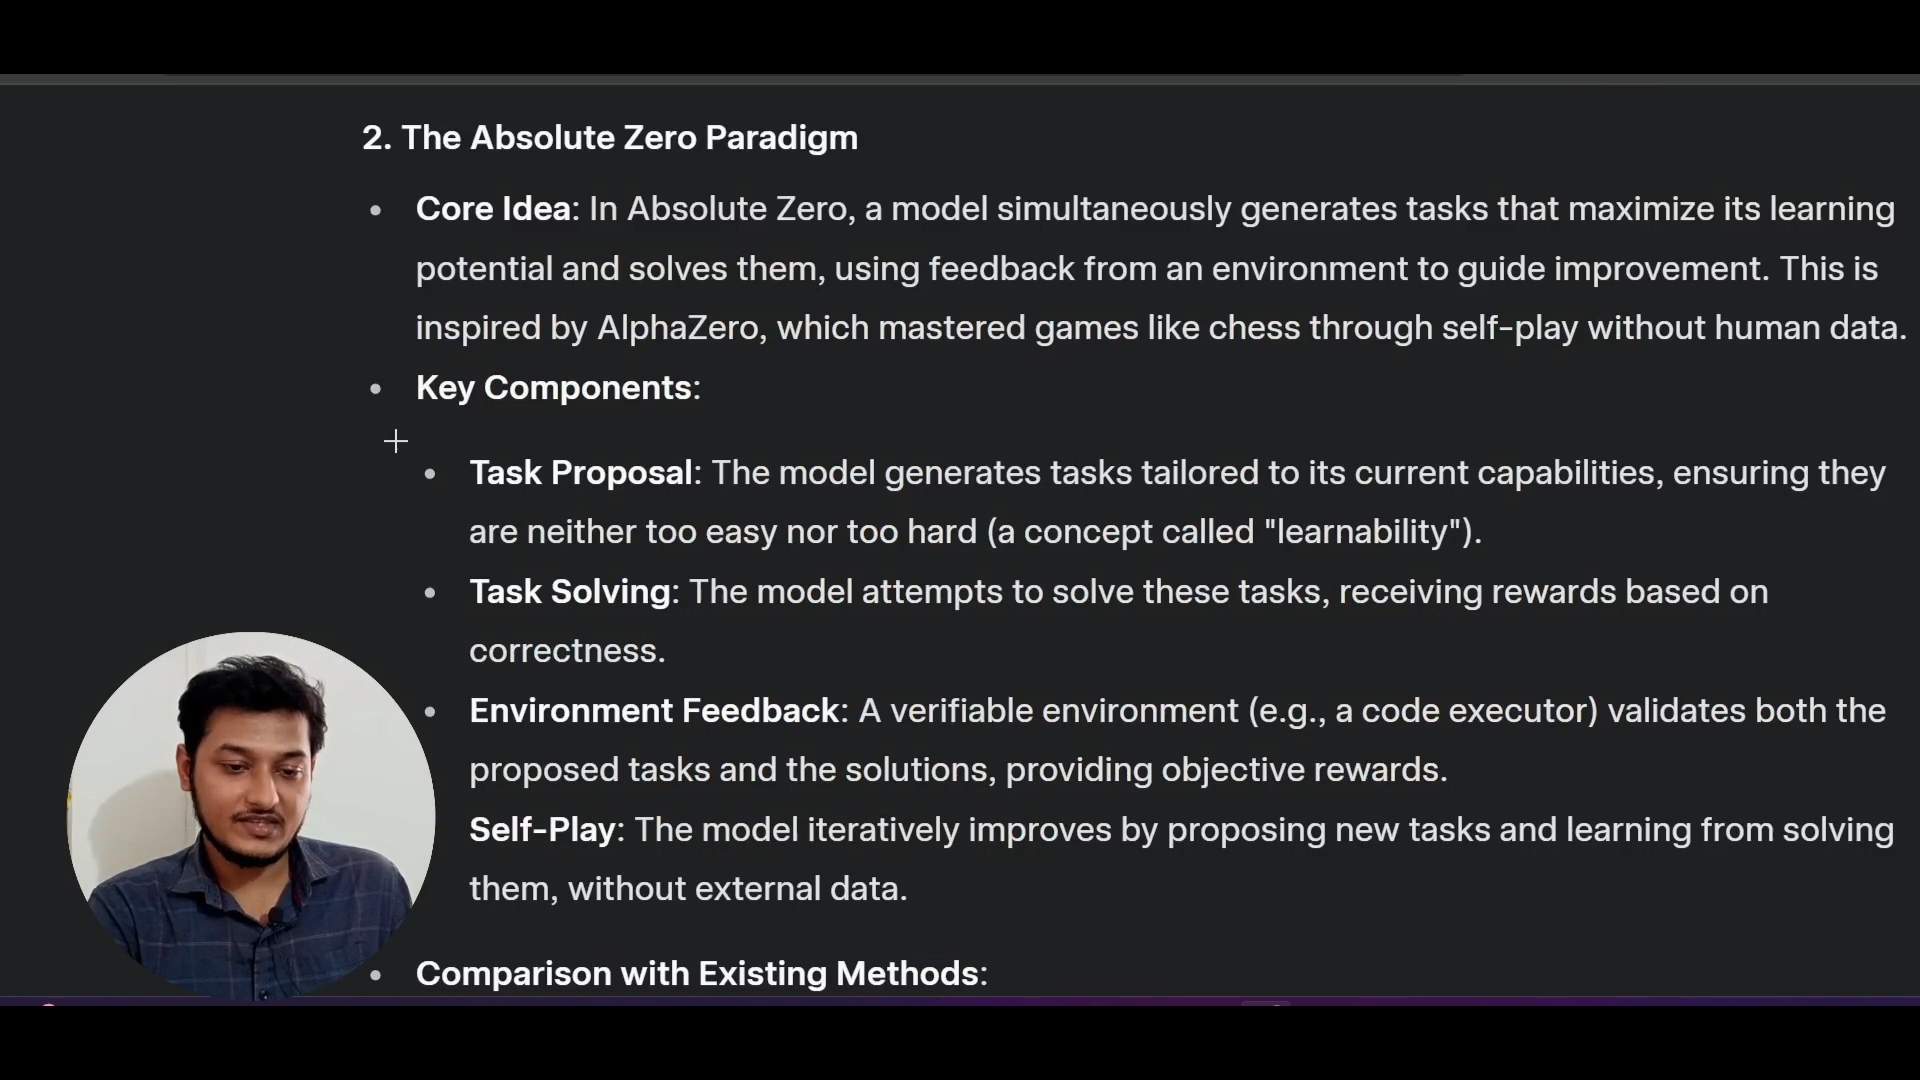 2. The Absolute Zero Paradigm
Core Idea: In Absolute Zero, a model simultaneously generates tasks that maximize its learning
potential and solves them, using feedback from an environment to guide improvement. This is
inspired by AlphaZero, which mastered games like chess through self-play without human data.
Key Components:
Task Proposal: The model generates tasks tailored to its current capabilities, ensuring they
are neither too easy nor too hard (a concept called "learnability").
Task Solving: The model attempts to solve these tasks, receiving rewards based on
correctness.
Environment Feedback: A verifiable environment (e.g., a code executor) validates both the
proposed tasks and the solutions, providing objective rewards.
Self-Play: The model iteratively improves by proposing new tasks and learning from solving
them, without external data.
Comparison with Existing Methods: